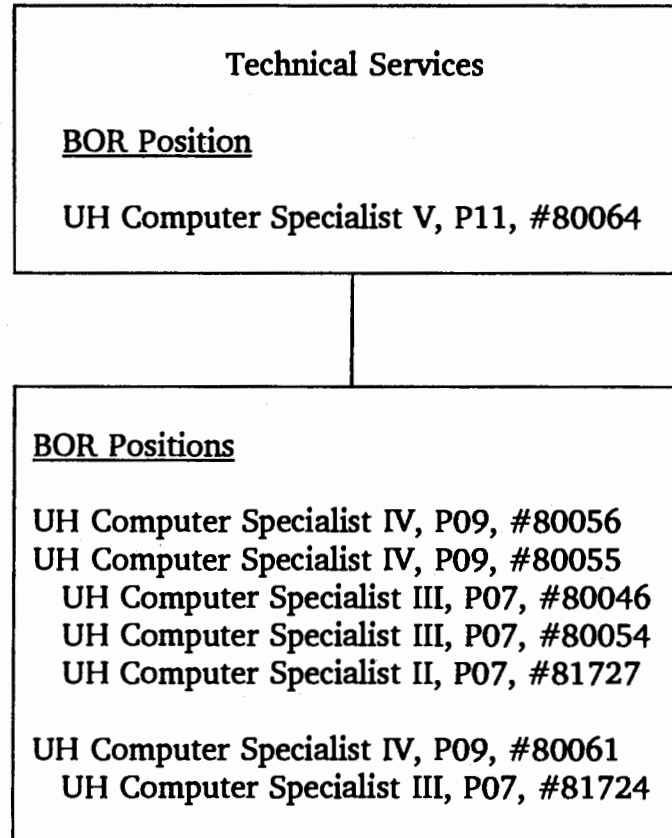 Technical Services
BOR Position
UH Computer Specialist V, P11, #80064
BOR Positions
UH Computer Specialist IV, P09, #80056
UH Computer Specialist IV, P09, #80055
UH Computer Specialist III, P07, #80046
UH Computer Specialist III, P07, #80054
UH Computer Specialist II, P07, #81727
UH Computer Specialist IV, P09, #80061
UH Computer Specialist III, P07, #81724